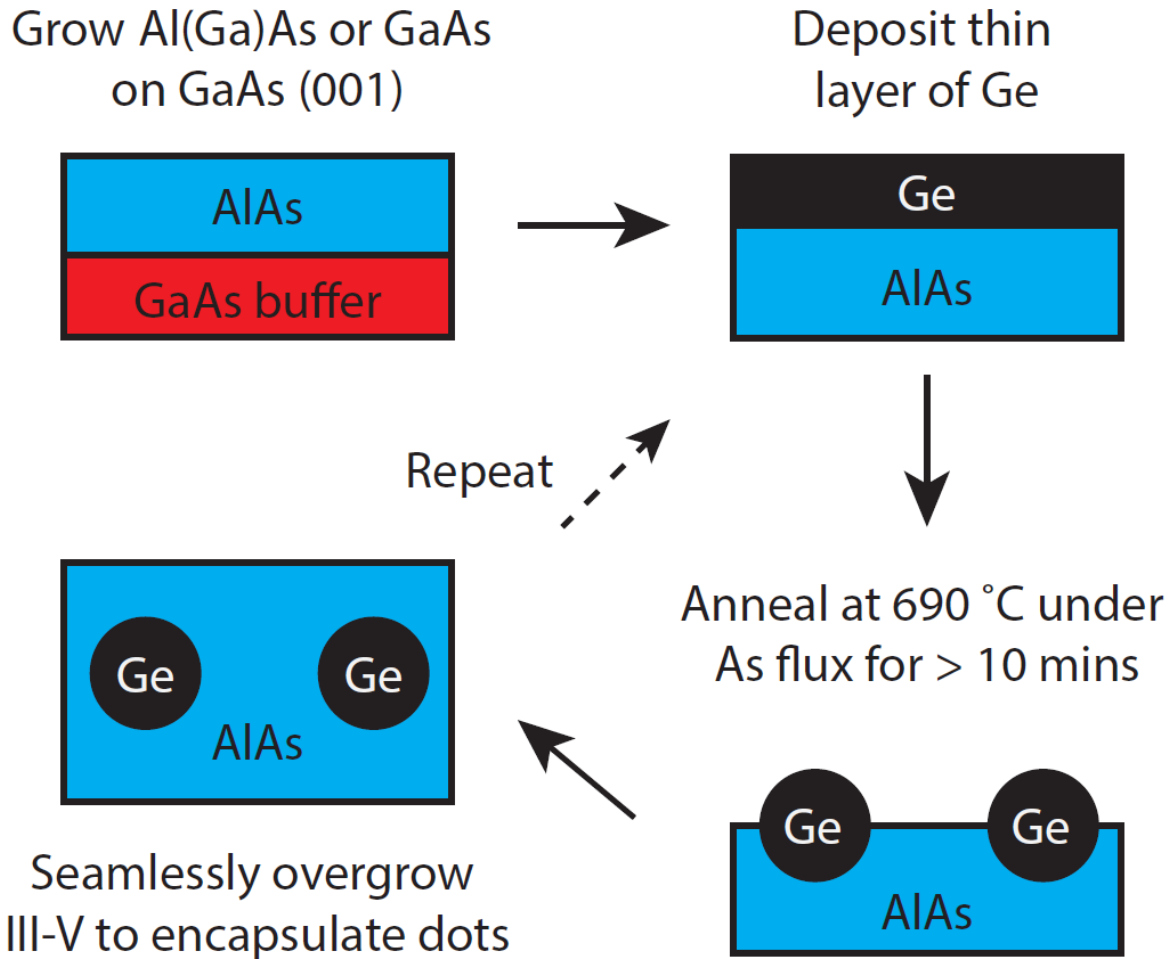 Grow Al(Ga)As or GaAs
on GaAs (001)
AlAs
GaAs buffer
Deposit thin
layer of Ge
Ge
AlAs
Repeat
Anneal at 690 °C under
As flux for > 10 mins
Ge
Ge
AlAs
Ge
Ge
AlAs
Seamlessly overgrow
III-V to encapsulate dots